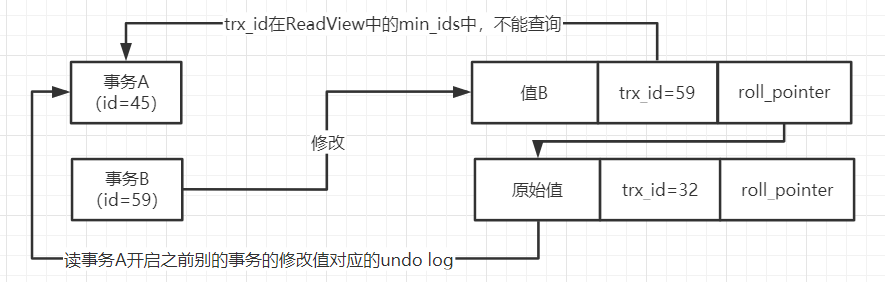 trx_id在ReadView中的min_ids中，不能查询
事务A
（id=45）
值B
trx_id=59
roll_pointer
修改
事务B
（id=59）
原始值
trx_id=32
roll_pointer
读事务A开启之前别的事务的修改值对应的undo log